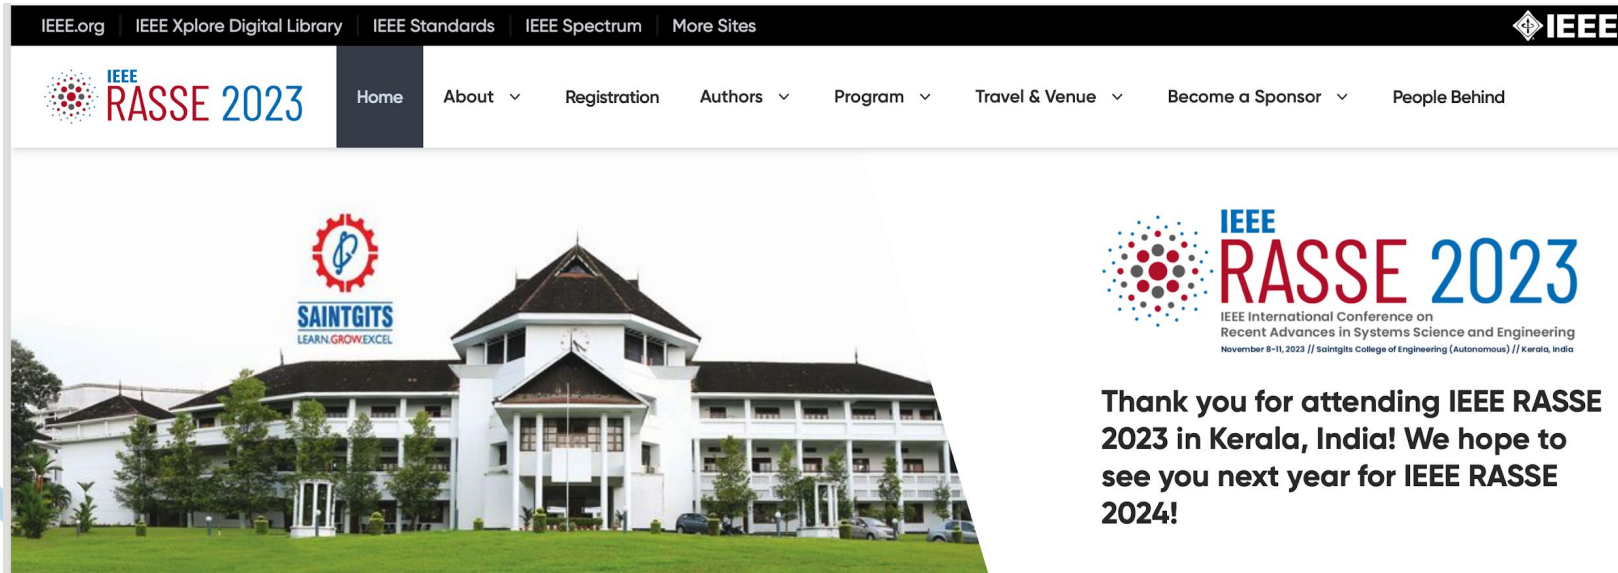 IEEE.org IEEE Xplore Digital Library IEEE Standards IEEE Spectrum More Sites
IEEE
IEEE
RASSE 2023
Home About Registration Authors Program Travel & Venue Become a Sponsor People Behind
SAINTGITS
LEARN.GROW.EXCEL
IEEE
RASSE 2023
IEEE International Conference on
Recent Advances in Systems Science and Engineering
November 8-11, 2023 // Saintgits College of Engineering (Autonomous) // Kerala, India
Thank you for attending IEEE RASSE
2023 in Kerala, India! We hope to
see you next year for IEEE RASSE
2024!